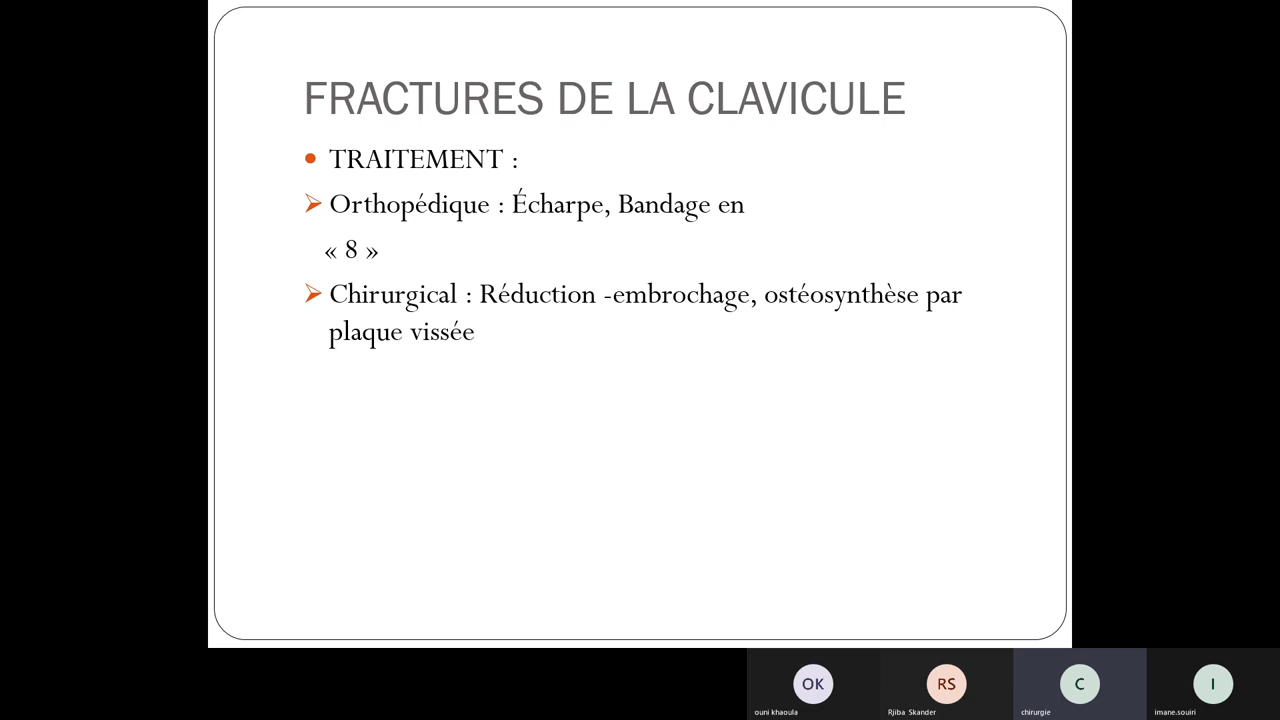 FRACTURES DE LA CLAVICULE
TRAITEMENT :
Orthopédique : Écharpe, Bandage en
« 8 »
Chirurgical : Réduction -embrochage, ostéosynthèse par
plaque vissée
OK
RS
C
I
ouni khaoula
Rjiba Skander
chirurgie
imane.souiri